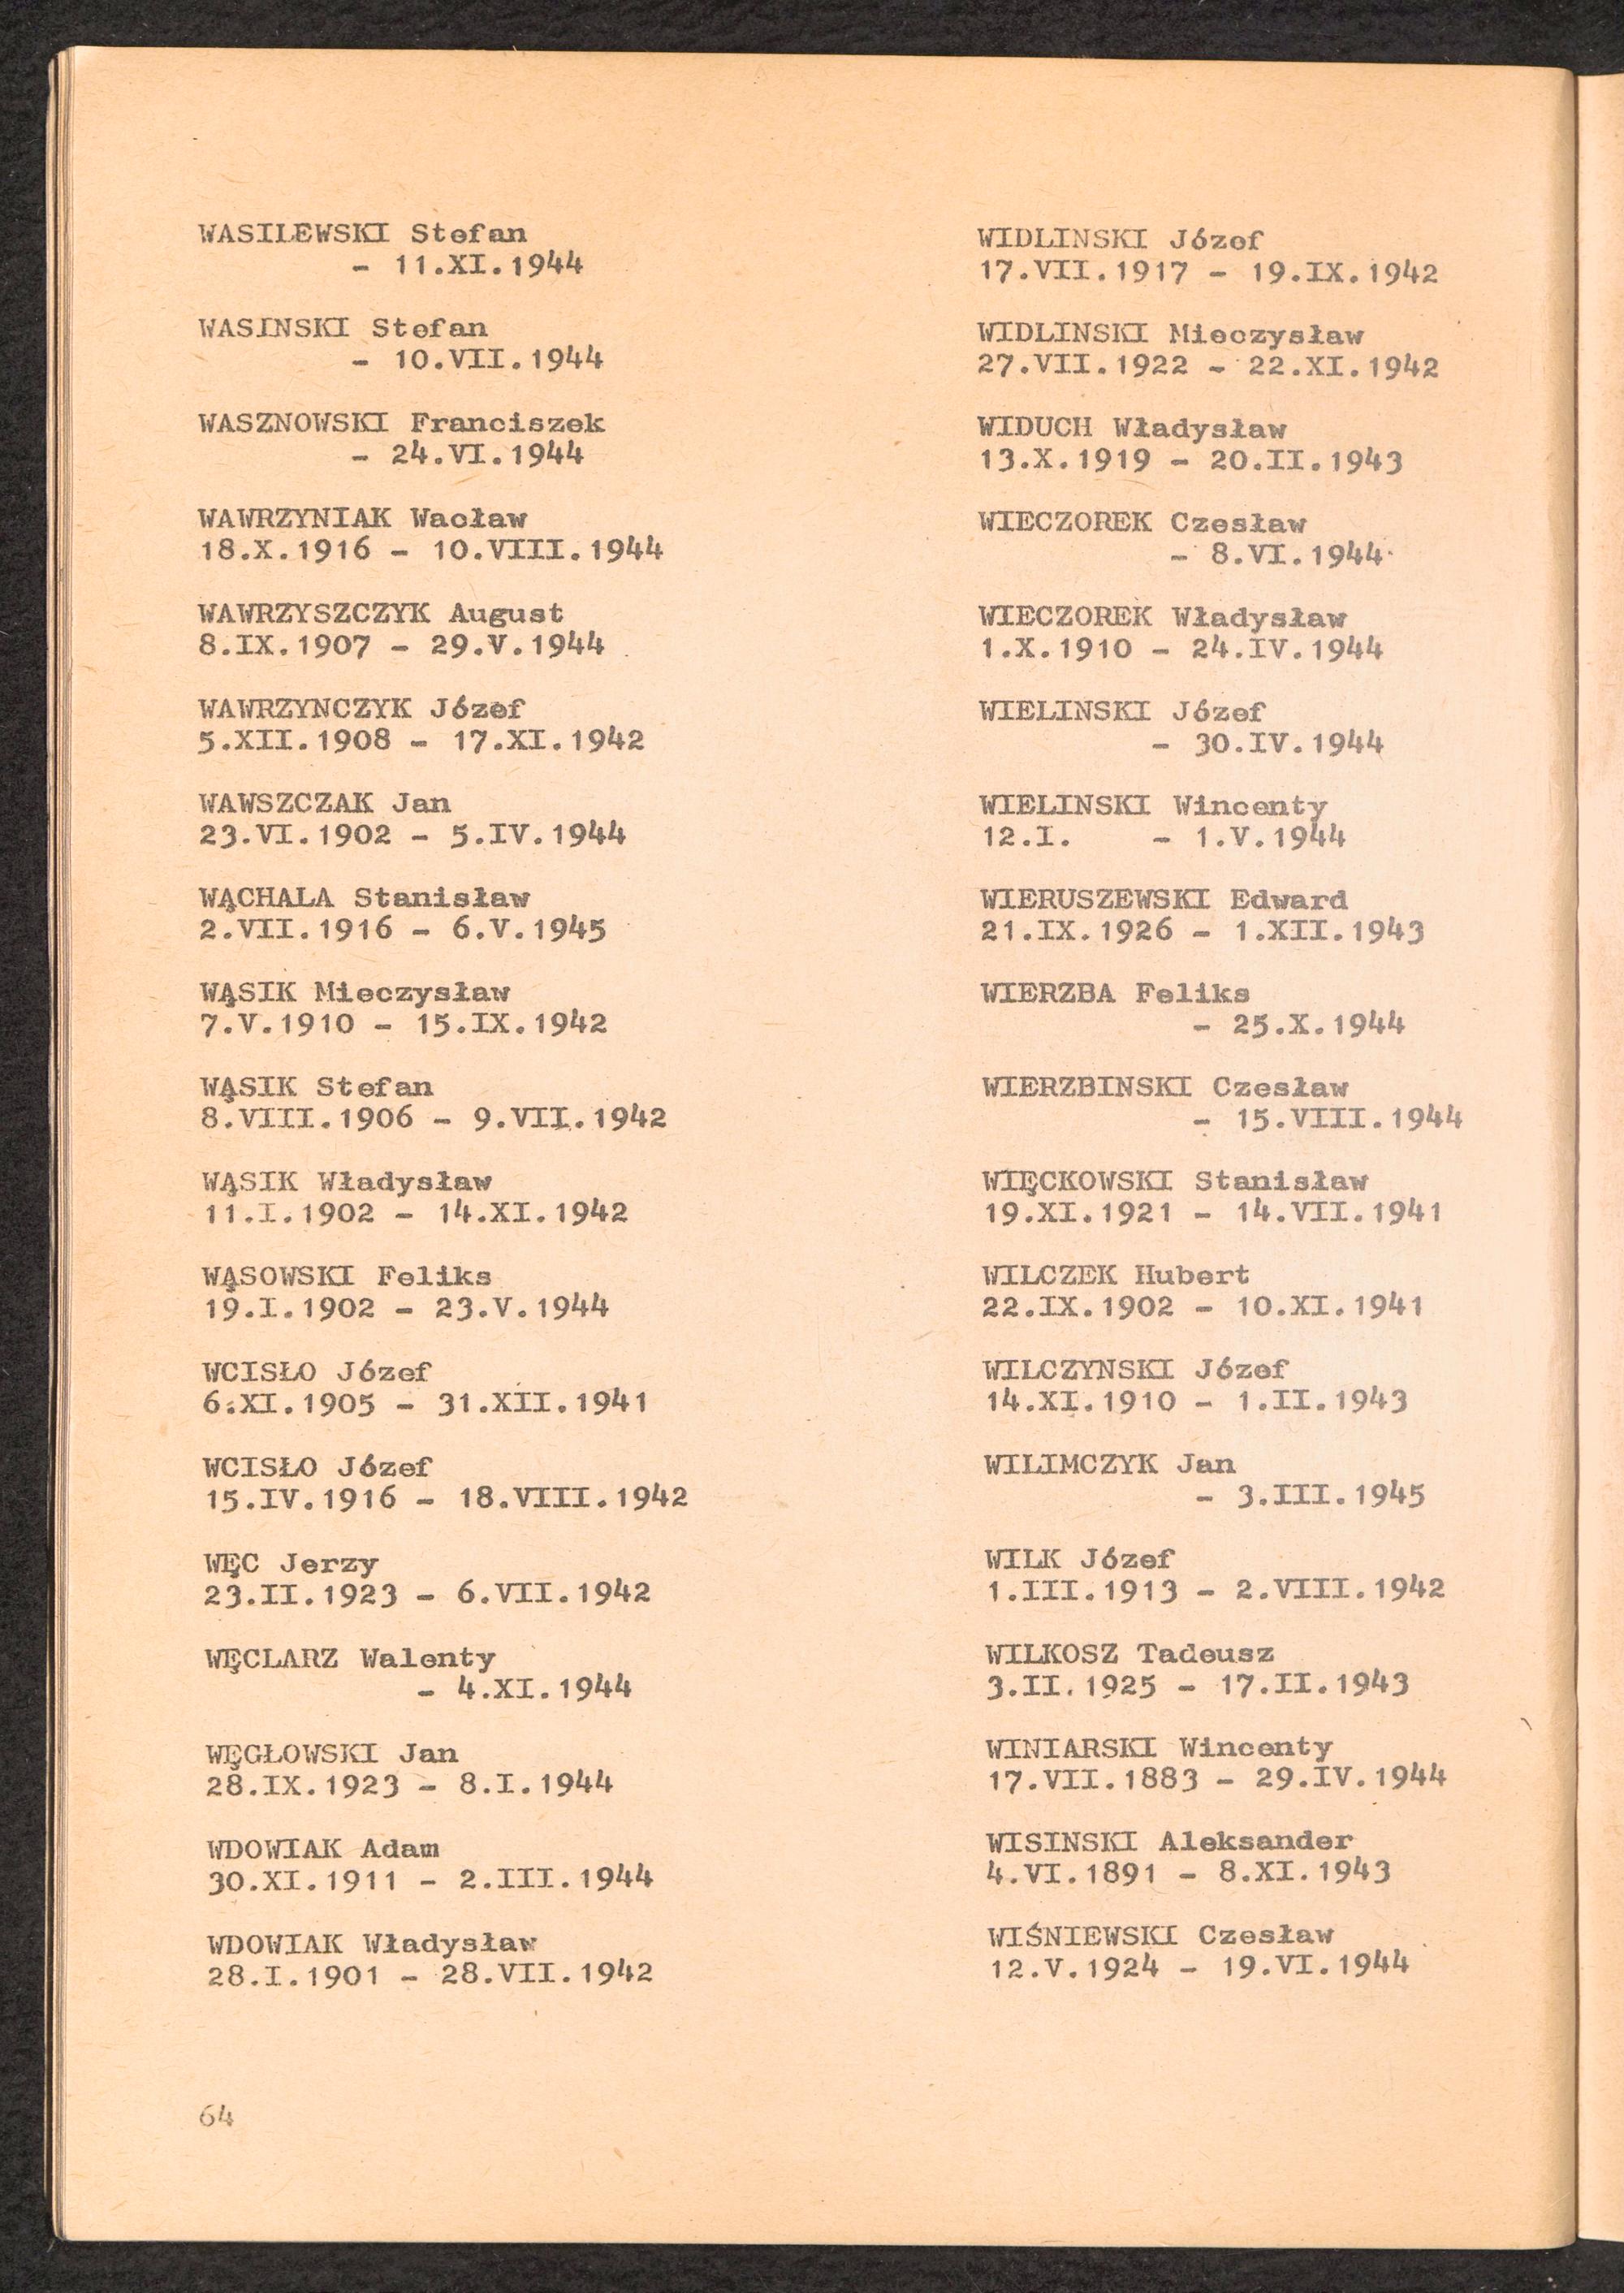 WASILEWSKI Stefan
- 11.XI.1944
WASINSKI Stefan
- 10.VII.1944
WASZNOWSKI Franciszek
- 24.VI.1944
WAWRZYNIAK Wacław
18.X.1916 - 10.VIII.1944
WAWRZYSZCZYK August
8.IX.1907 - 29.V.1944
WAWRZYNCZYK Józef
5.XII.1908 - 17.XI.1942
WAWSZCZAK Jan
23.VI.1902 - 5.IV.1944
WĄCHALA Stanisław
2.VII.1916 - 6.V.1945
WĄSIK Mieczysław
7.V.1910 - 15.IX.1942
WĄSIK Stefan
8.VIII.1906 - 9.VII.1942
WĄSIK Władysław
11.I.1902 - 14.XI.1942
WĄSOWSKI Feliks
19.I.1902 - 23.V.1944
WCISŁO Józef
6.XI.1905 - 31.XII.1941
WCISŁO Józef
15.IV.1916 - 18.VIII.1942
WĘC Jerzy
23.II.1923 - 6.VII.1942
WĘCLARZ Walenty
- 4.XI.1944
WĘGŁOWSKI Jan
28.IX.1923 - 8.I.1944
WDOWIAK Adam
30.XI.1911 - 2.III.1944
WDOWIAK Władysław
28.I.1901 - 28.VII.1942
WIDLINSKI Józef
17.VII.1917 - 19.IX.1942
WIDLINSKI Mieczysław
27.VII.1922 - 22.XI.1942
WIDUCH Władysław
13.X.1919 - 20.II.1943
WIECZOREK Czesław
- 8.VI.1944
WIECZOREK Władysław
1.X.1910 - 24.IV.1944
WIELINSKI Józef
- 30.IV.1944
WIELINSKI Wincenty
12.I. - 1.V.1944
WIERUSZEWSKI Edward
21.IX.1926 - 1.XII.1943
WIERZBA Feliks
- 25.X.1944
WIERZBINSKI Czesław
- 15.VIII.1944
WIĘCKOWSKI Stanisław
19.XI.1921 - 14.VII.1941
WILCZEK Hubert
22.IX.1902 - 10.XI.1941
WILCZYNSKI Józef
14.XI.1910 - 1.II.1943
WILIMCZYK Jan
- 3.III.1945
WILK Józef
1.III.1913 - 2.VIII.1942
WILKOSZ Tadeusz
3.II.1925 - 17.II.1943
WINIARSKI Wincenty
17.VII.1883 - 29.IV.1944
WISINSKI Aleksander
4.VI.1891 - 8.XI.1943
WIŚNIEWSKI Czesław
12.V.1924 - 19.VI.1944
64